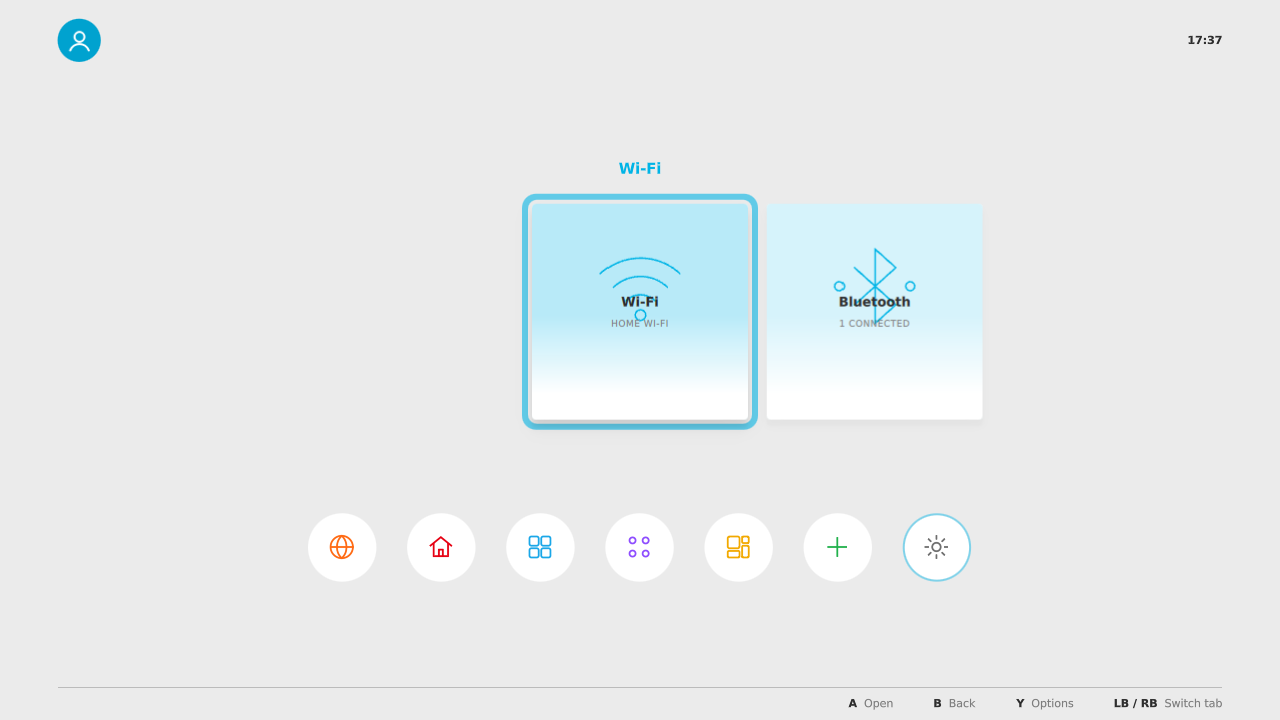 17:37
Wi-Fi
Wi-Fi
HOME WI-FI
Bluetooth
1 CONNECTED
A Open B Back Y Options LB / RB Switch tab